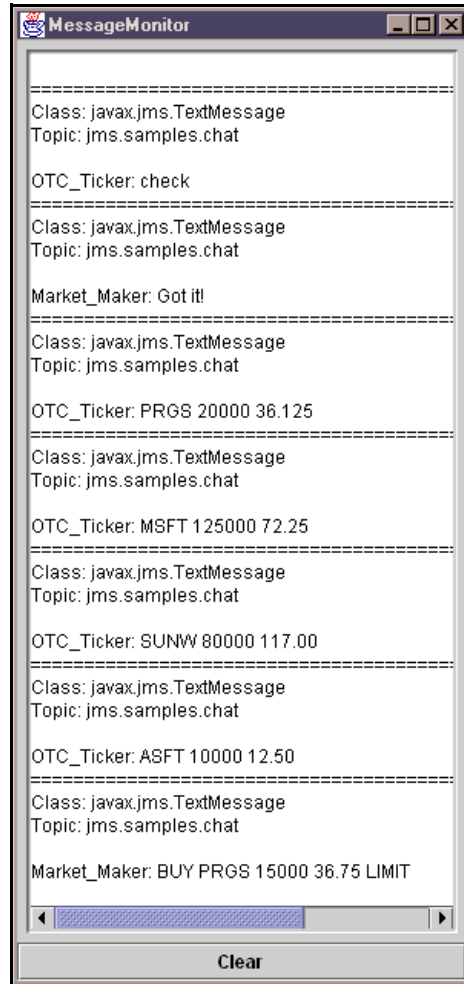 MessageMonitor
==========================================
Class: javax.jms.TextMessage
Topic: jms.samples.chat
OTC_Ticker: check
==========================================
Class: javax.jms.TextMessage
Topic: jms.samples.chat
Market_Maker: Got it!
==========================================
Class: javax.jms.TextMessage
Topic: jms.samples.chat
OTC_Ticker: PRGS 20000 36.125
==========================================
Class: javax.jms.TextMessage
Topic: jms.samples.chat
OTC_Ticker: MSFT 125000 72.25
==========================================
Class: javax.jms.TextMessage
Topic: jms.samples.chat
OTC_Ticker: SUNW 80000 117.00
==========================================
Class: javax.jms.TextMessage
Topic: jms.samples.chat
OTC_Ticker: ASFT 10000 12.50
==========================================
Class: javax.jms.TextMessage
Topic: jms.samples.chat
Market_Maker: BUY PRGS 15000 36.75 LIMIT
Clear